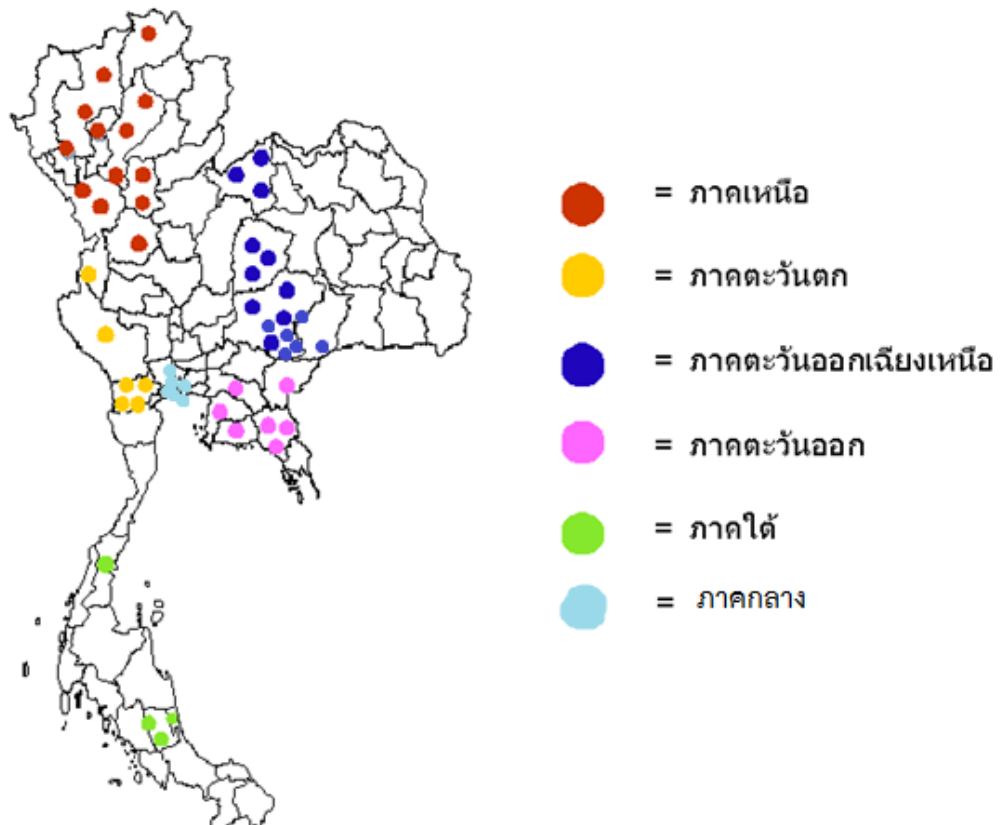 = ภาคเหนือ
= ภาคตะวันตก
= ภาคตะวันออกเฉียงเหนือ
= ภาคตะวันออก
= ภาคใต้
= ภาคกลาง